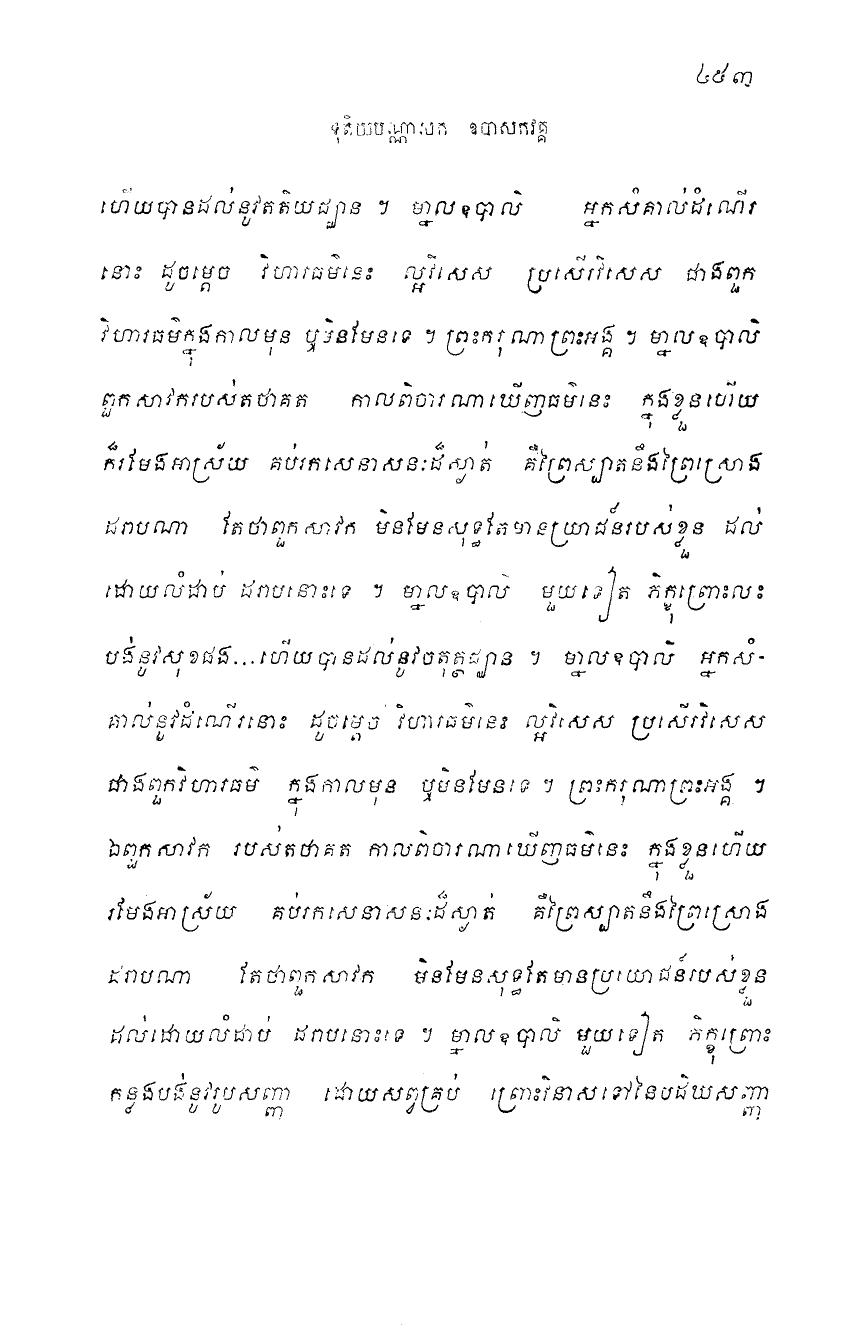 ៤៥៣
ទុតិយបណ្ណាសក ឧបាសកវគ្គ
ហើយបានដល់នូវតតិយជ្ឈាន ។ ម្នាលឧបាលិ អ្នកសំគាល់ដំណើរ
នោះ ដូចម្តេច វិហារធម៌នេះ ល្អវិសេស ប្រសើរវិសេស ជាងពួក
វិហារធម៌ក្នុងកាលមុន ឬមិនមែនទេ ។ ព្រះករុណាព្រះអង្គ ។ ម្នាលឧបាលិ
ពួកសាវករបស់តថាគត កាលពិចារណាឃើញធម៌នេះ ក្នុងខ្លួនហើយ
ក៏រមែងអាស្រ័យ គប់រកសេនាសនៈដ៏ស្ងាត់ គឺព្រៃស្បាតនឹងព្រៃស្រោង
ដរាបណា តែថាពួកសាវក មិនមែនសុទ្ធតែមានប្រយោជន៍របស់ខ្លួន ដល់
ដោយលំដាប់ ដរាបនោះទេ ។ ម្នាលឧបាលិ មួយទៀត ភិក្ខុព្រោះលះ
បង់នូវសុខផង...ហើយបានដល់នូវចតុត្ថជ្ឈាន ។ ម្នាលឧបាលិ អ្នកសំ-
គាល់នូវដំណើរនោះ ដូចម្តេច វិហារធម៌នេះ ល្អវិសេស ប្រសើរវិសេស
ជាងពួកវិហារធម៌ ក្នុងកាលមុន ឬមិនមែនទេ ។ ព្រះករុណាព្រះអង្គ ។
ឯពួកសាវក របស់តថាគត កាលពិចារណាឃើញធម៌នេះ ក្នុងខ្លួនហើយ
រមែងអាស្រ័យ គប់រកសេនាសនៈដ៏ស្ងាត់ គឺព្រៃស្បាតនឹងព្រៃស្រោង
ដរាបណា តែថាពួកសាវក មិនមែនសុទ្ធតែមានប្រយោជន៍របស់ខ្លួន
ដល់ដោយលំដាប់ ដរាបនោះទេ ។ ម្នាលឧបាលិ មួយទៀត ភិក្ខុព្រោះ
កន្លងបង់នូវរូបសញ្ញា ដោយសព្វគ្រប់ ព្រោះវិនាសទៅនៃបដិឃសញ្ញា